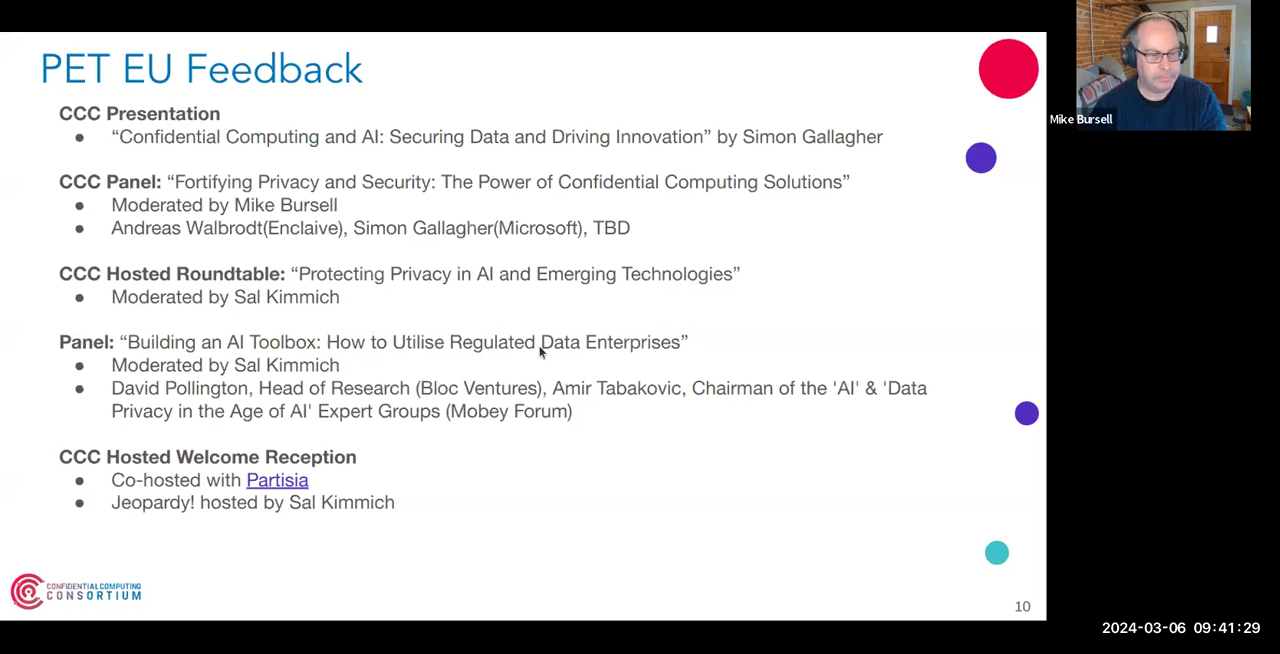 PET EU Feedback
CCC Presentation
● “Confidential Computing and AI: Securing Data and Driving Innovation” by Simon Gallagher
CCC Panel: “Fortifying Privacy and Security: The Power of Confidential Computing Solutions”
● Moderated by Mike Bursell
● Andreas Walbrodt(Enclaive), Simon Gallagher(Microsoft), TBD
CCC Hosted Roundtable: “Protecting Privacy in AI and Emerging Technologies”
● Moderated by Sal Kimmich
Panel: “Building an AI Toolbox: How to Utilise Regulated Data Enterprises”
● Moderated by Sal Kimmich
● David Pollington, Head of Research (Bloc Ventures), Amir Tabakovic, Chairman of the 'AI' & 'Data
Privacy in the Age of AI' Expert Groups (Mobey Forum)
CCC Hosted Welcome Reception
● Co-hosted with Partisia
● Jeopardy! hosted by Sal Kimmich
CONFIDENTIAL COMPUTING
CONSORTIUM
10
Mike Bursell
2024-03-06 09:41:29